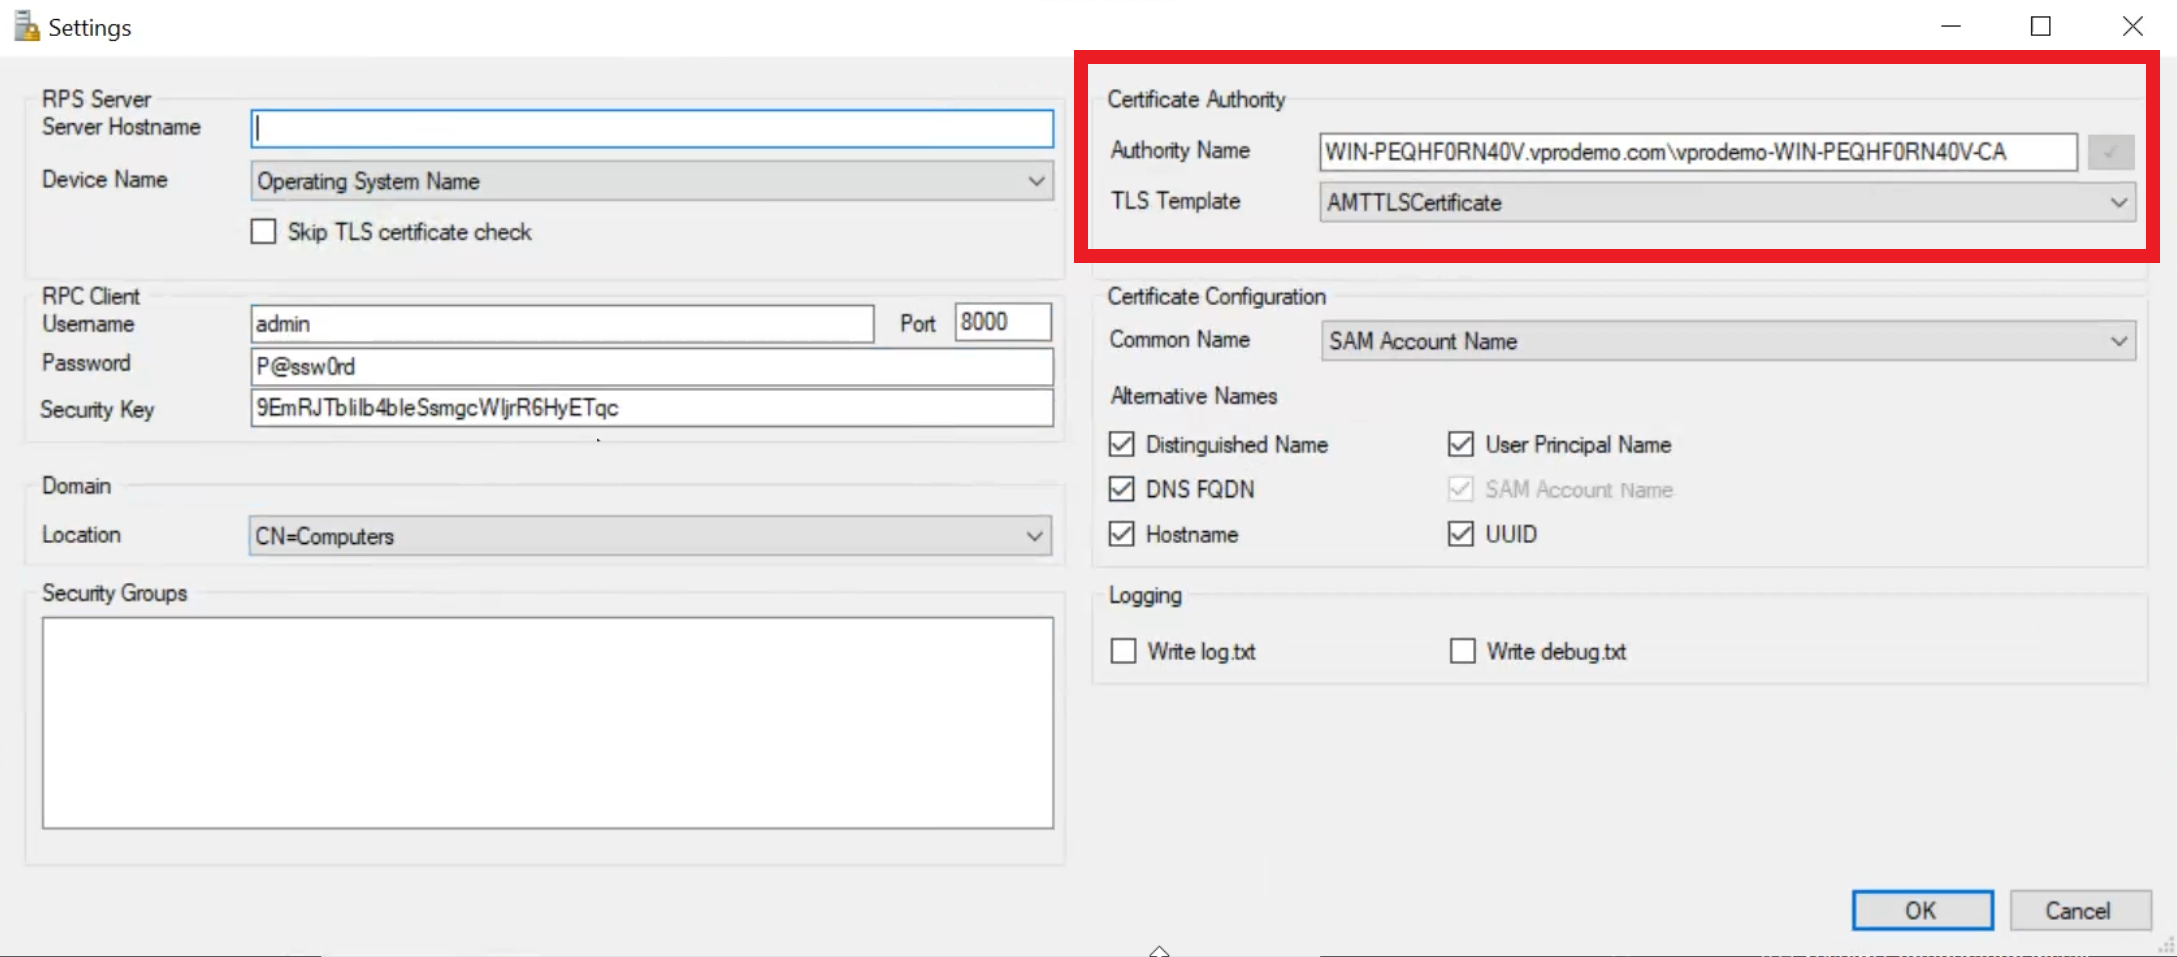 Settings
RPS Server
Server Hostname
Device Name
Operating System Name
Skip TLS certificate check
RPC Client
Username
admin
Port
8000
Password
P@ssw0rd
Security Key
Domain
Location
CN=Computers
Security Groups
Certificate Authority
Authority Name
WIN-PEQHF0RN40V.vprodemo.com\vprodemo-WIN-PEQHF0RN40V-CA
TLS Template
AMTTLSCertificate
Certificate Configuration
Common Name
SAM Account Name
Alternative Names
Distinguished Name
User Principal Name
DNS FQDN
SAM Account Name
Hostname
UUID
Logging
Write log.txt
Write debug.txt
OK
Cancel